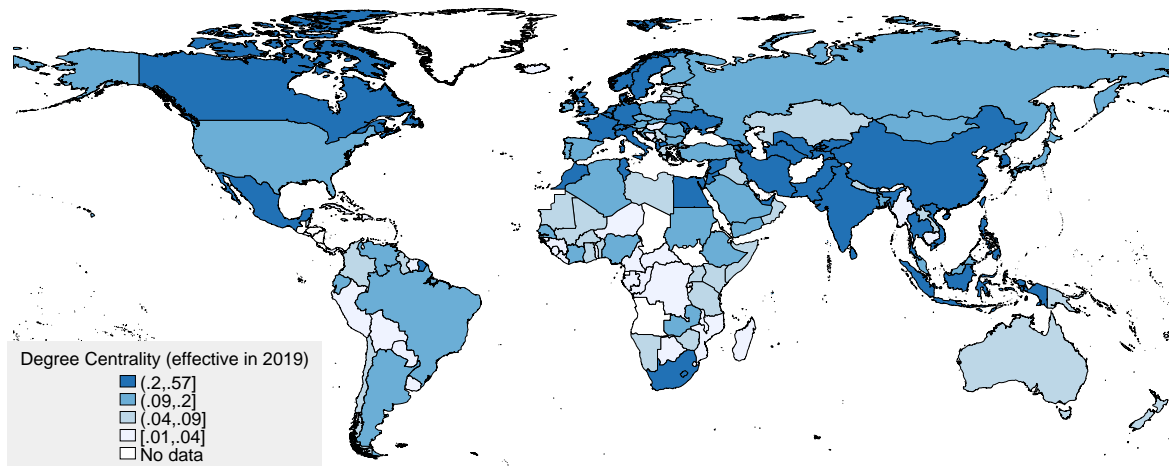 Degree Centrality (effective in 2019)
(.2,.57]
(.09,.2]
(.04,.09]
[.01,.04]
No data